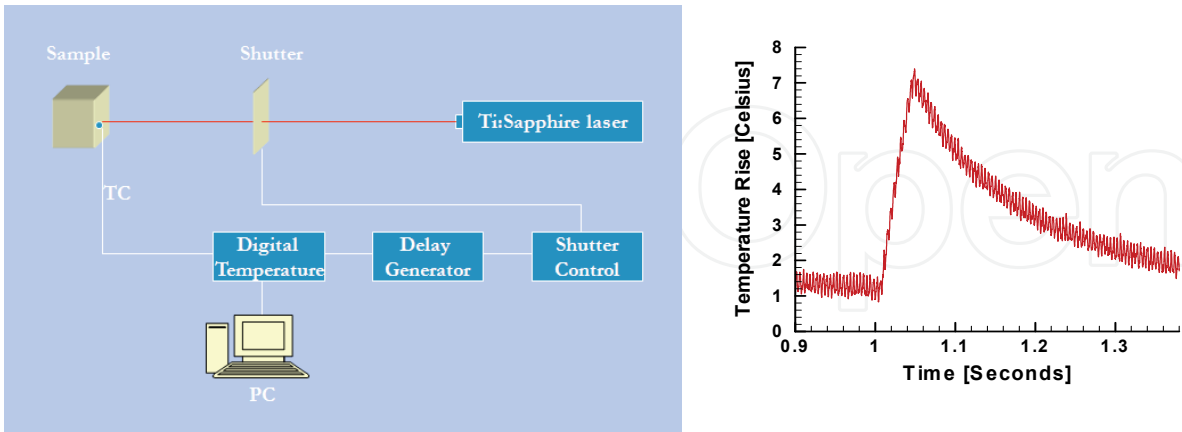 Sample
Shutter
Ti:Sapphire laser
TC
Digital
Temperature
Delay
Generator
Shutter
Control
PC
Temperature Rise [Celsius]
8
7
6
5
4
3
2
1
0
0.9
1
1.1
1.2
1.3
Time [Seconds]
Open